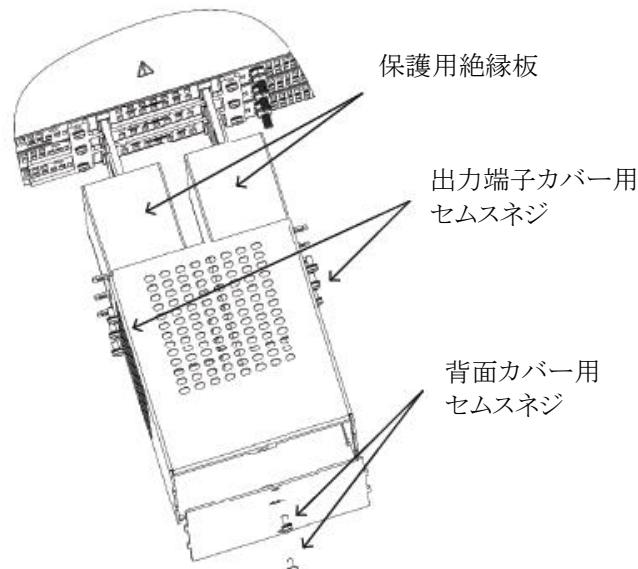 保護用絶縁板
出力端子カバー用
セムスネジ
背面カバー用
セムスネジ